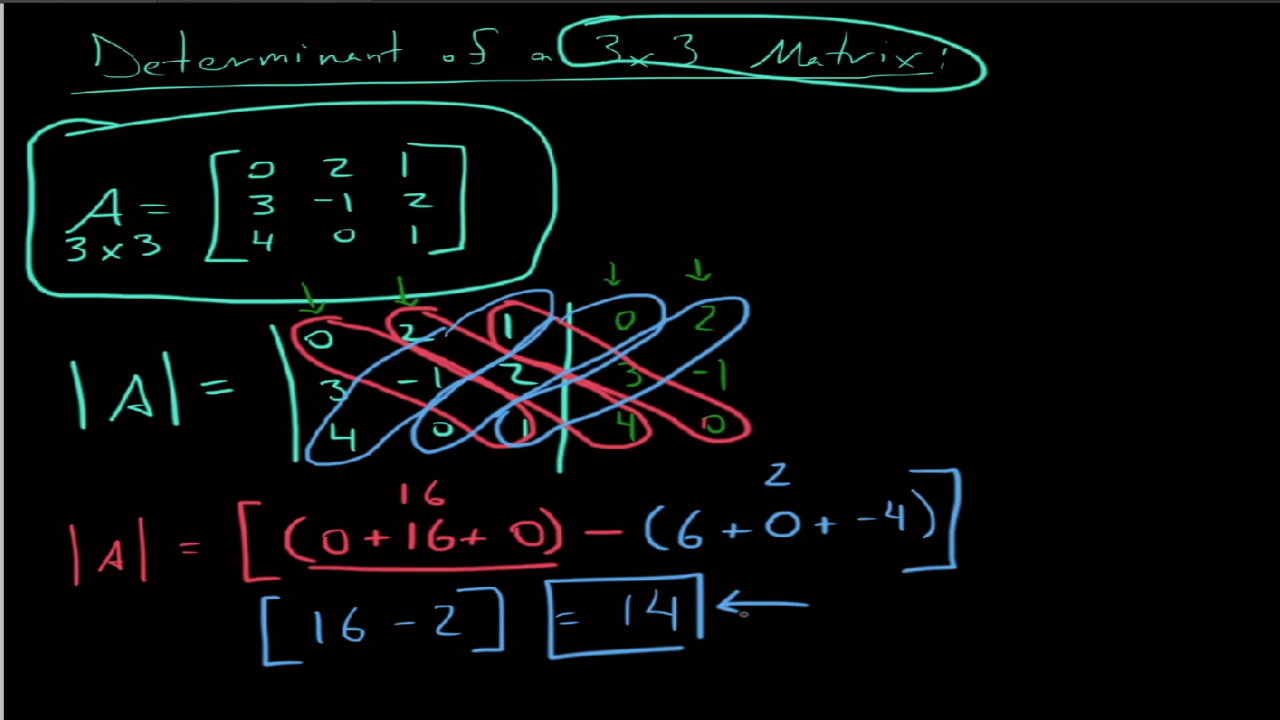 Determinant of a 3x3 Matrix:
0 2 1
A = 3 -1 2
3x3 4 0 1
0 2 1 0 2
|A| = 3 -1 2 3 -1
4 0 1 4 0
16 2
|A| = [(0+16+0) - (6+0+-4)]
[16-2] = 14